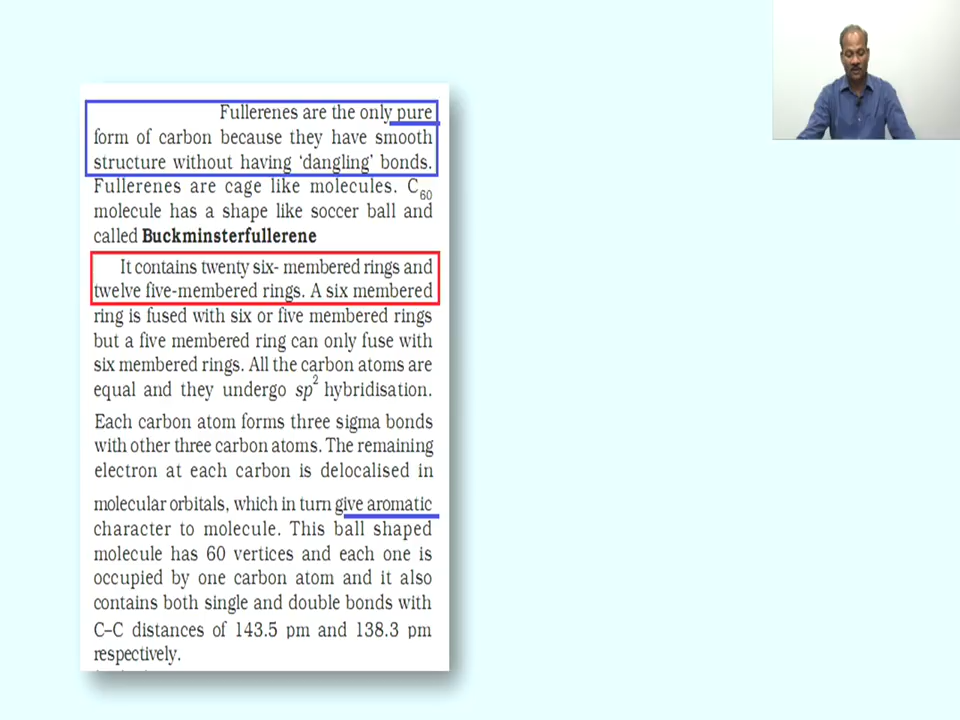 Fullerenes are the only pure
form of carbon because they have smooth
structure without having ‘dangling’ bonds.
Fullerenes are cage like molecules. C60
molecule has a shape like soccer ball and
called Buckminsterfullerene
It contains twenty six- membered rings and
twelve five-membered rings. A six membered
ring is fused with six or five membered rings
but a five membered ring can only fuse with
six membered rings. All the carbon atoms are
equal and they undergo sp2 hybridisation.
Each carbon atom forms three sigma bonds
with other three carbon atoms. The remaining
electron at each carbon is delocalised in
molecular orbitals, which in turn give aromatic
character to molecule. This ball shaped
molecule has 60 vertices and each one is
occupied by one carbon atom and it also
contains both single and double bonds with
C–C distances of 143.5 pm and 138.3 pm
respectively.